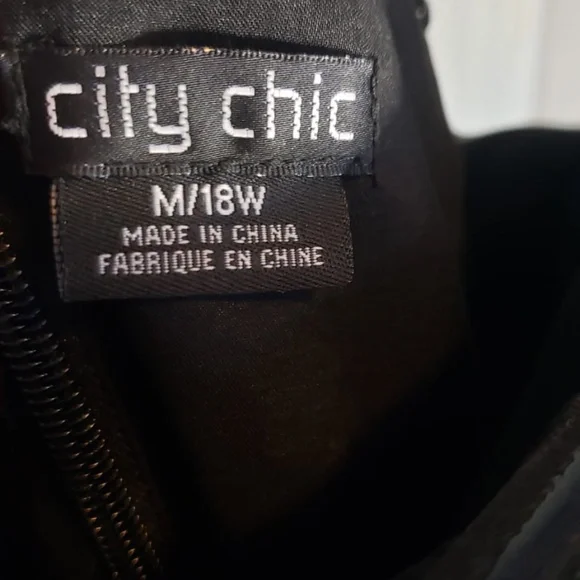 city chic
M/18W
MADE IN CHINA
FABRIQUE EN CHINE